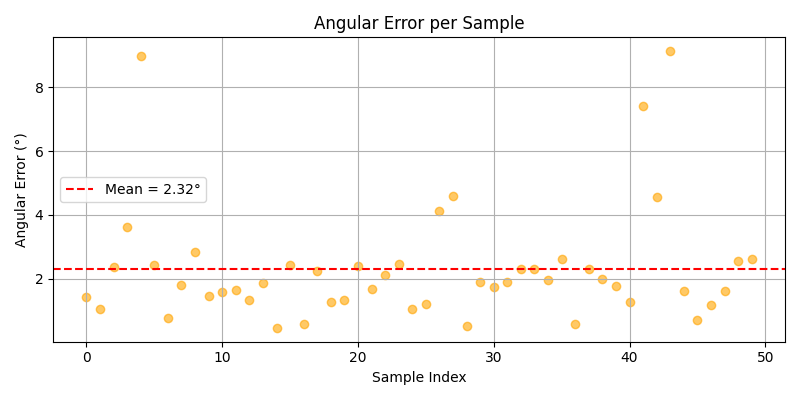 Angular Error per Sample
Angular Error (°)
8
6
4
2
Mean = 2.32°
0 10 20 30 40 50
Sample Index